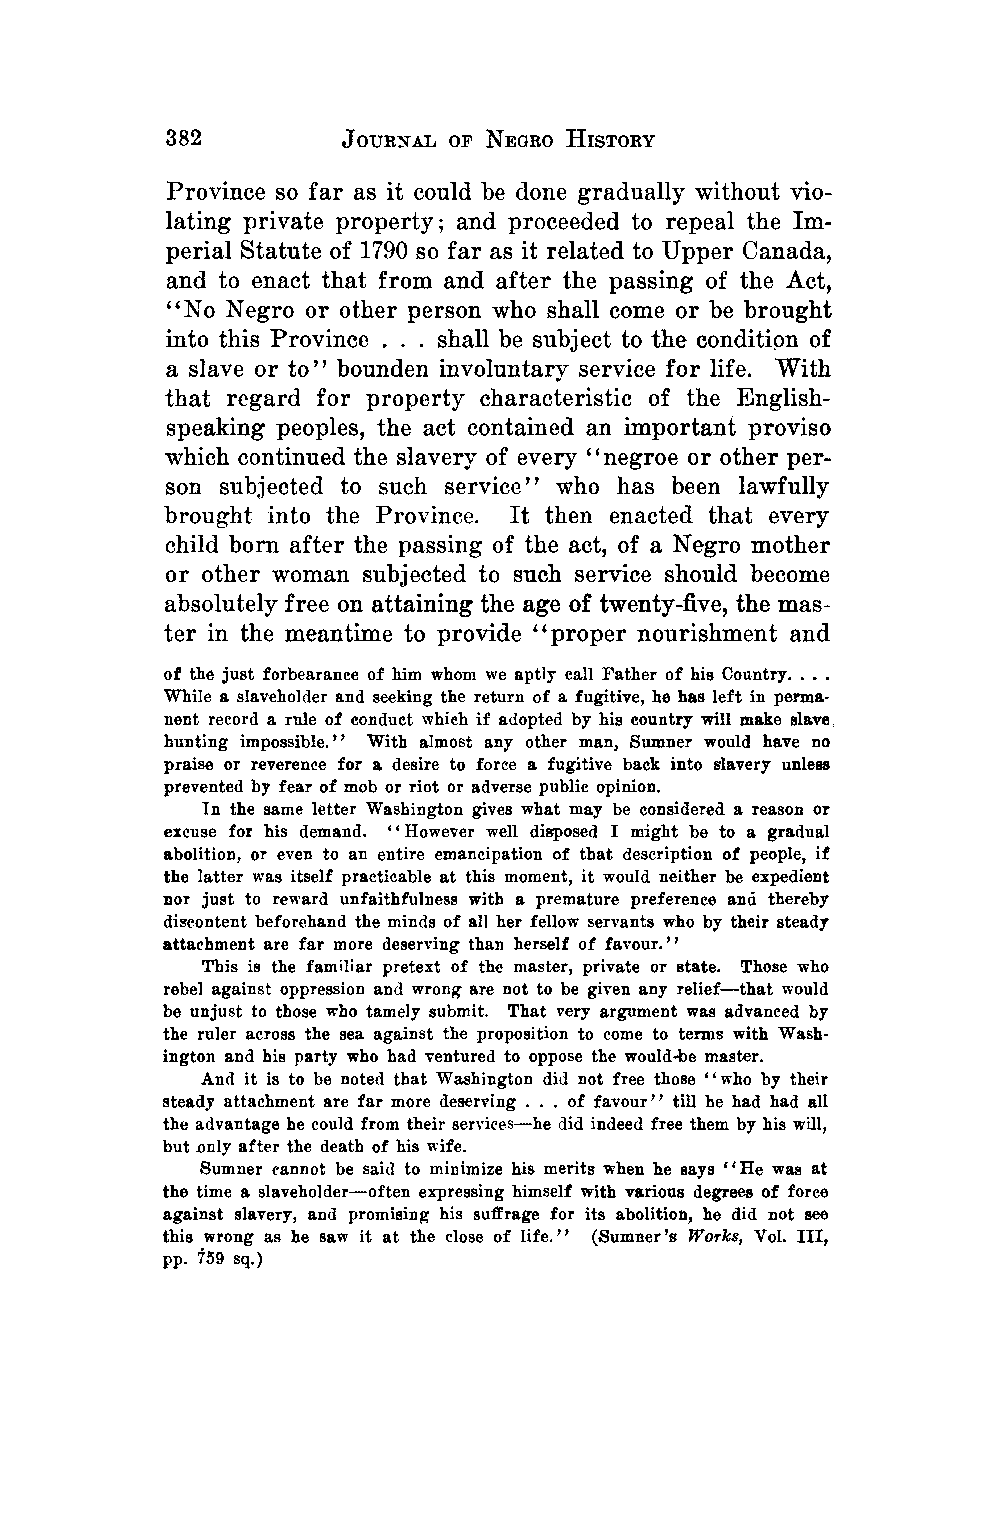 382 JOURNAL OF NEGRO HISTORY
Province so far as it could be done gradually without vio-
lating private property; and proceeded to repeal the Im-
perial Statute of 1790 so far as it related to Upper Canada,
and to enact that from and after the passing of the Act,
“No Negro or other person who shall come or be brought
into this Province . . . shall be subject to the condition of
a slave or to” bounden involuntary service for life. With
that regard for property characteristic of the English-
speaking peoples, the act contained an important proviso
which continued the slavery of every “negroe or other per-
son subjected to such service” who has been lawfully
brought into the Province. It then enacted that every
child born after the passing of the act, of a Negro mother
or other woman subjected to such service should become
absolutely free on attaining the age of twenty-five, the mas-
ter in the meantime to provide “proper nourishment and
of the just forbearance of him whom we aptly call Father of his Country. . . .
While a slaveholder and seeking the return of a fugitive, he has left in perma-
nent record a rule of conduct which if adopted by his country will make slave
hunting impossible.” With almost any other man, Sumner would have no
praise or reverence for a desire to force a fugitive back into slavery unless
prevented by fear of mob or riot or adverse public opinion.
In the same letter Washington gives what may be considered a reason or
excuse for his demand. “However well disposed I might be to a gradual
abolition, or even to an entire emancipation of that description of people, if
the latter was itself practicable at this moment, it would neither be expedient
nor just to reward unfaithfulness with a premature preference and thereby
discontent beforehand the minds of all her fellow servants who by their steady
attachment are far more deserving than herself of favour.”
This is the familiar pretext of the master, private or state. Those who
rebel against oppression and wrong are not to be given any relief—that would
be unjust to those who tamely submit. That very argument was advanced by
the ruler across the sea against the proposition to come to terms with Wash-
ington and his party who had ventured to oppose the would-be master.
And it is to be noted that Washington did not free those “who by their
steady attachment are far more deserving . . . of favour” till he had had all
the advantage he could from their services—he did indeed free them by his will,
but only after the death of his wife.
Sumner cannot be said to minimize his merits when he says “He was at
the time a slaveholder—often expressing himself with various degrees of force
against slavery, and promising his suffrage for its abolition, he did not see
this wrong as he saw it at the close of life.” (Sumner's Works, Vol. III,
pp. 759 sq.)